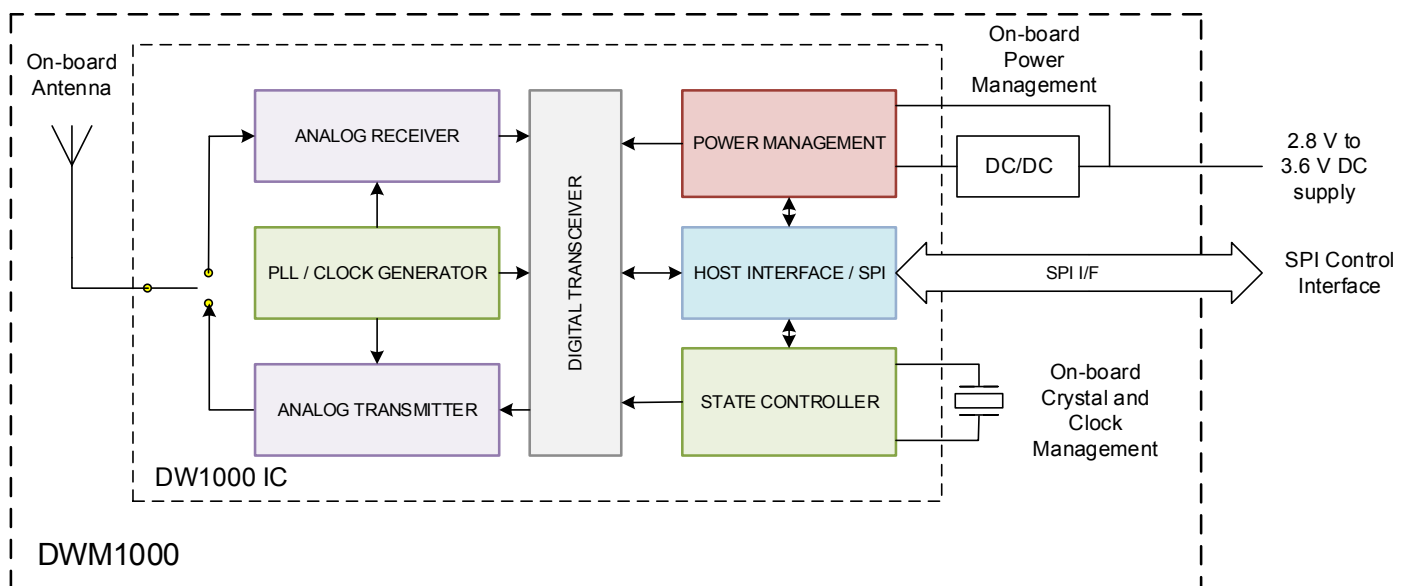 On-board
Antenna
ANALOG RECEIVER
PLL / CLOCK GENERATOR
ANALOG TRANSMITTER
DIGITAL TRANSCEIVER
POWER MANAGEMENT
HOST INTERFACE / SPI
STATE CONTROLLER
On-board
Power
Management
DC/DC
2.8 V to
3.6 V DC
supply
SPI I/F
SPI Control
Interface
On-board
Crystal and
Clock
Management
DW1000 IC
DWM1000